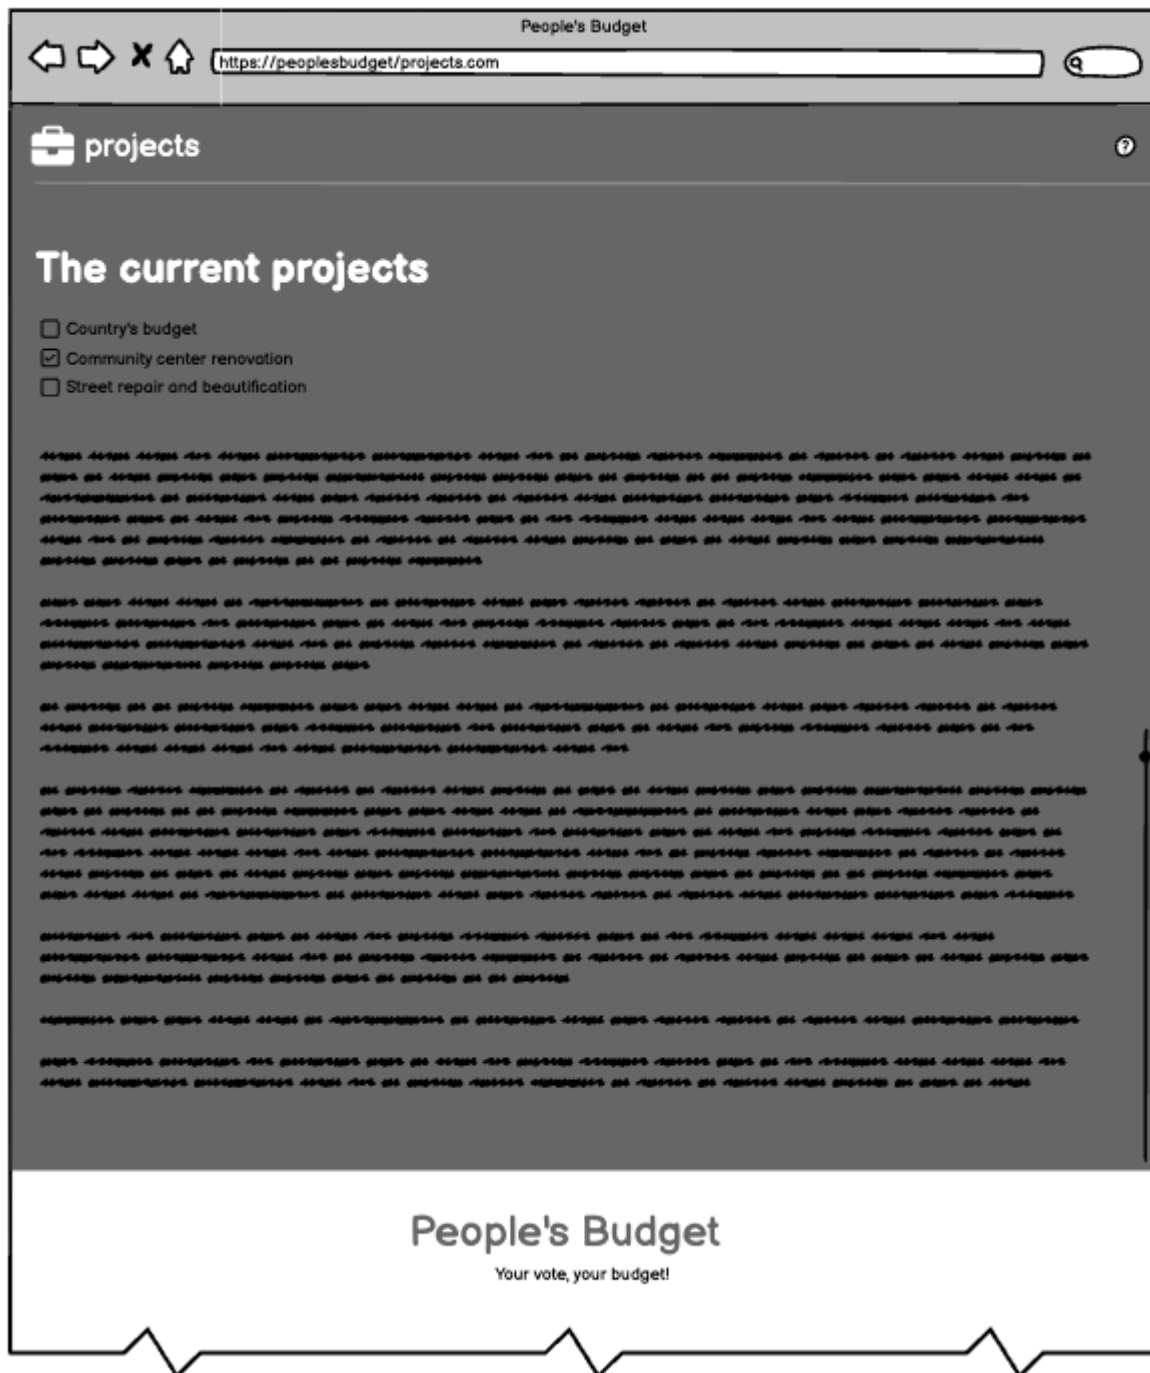 People's Budget
https://peoplesbudget/projects.com
projects
?
The current projects
Country's budget
Community center renovation
Street repair and beautification
People's Budget
Your vote, your budget!